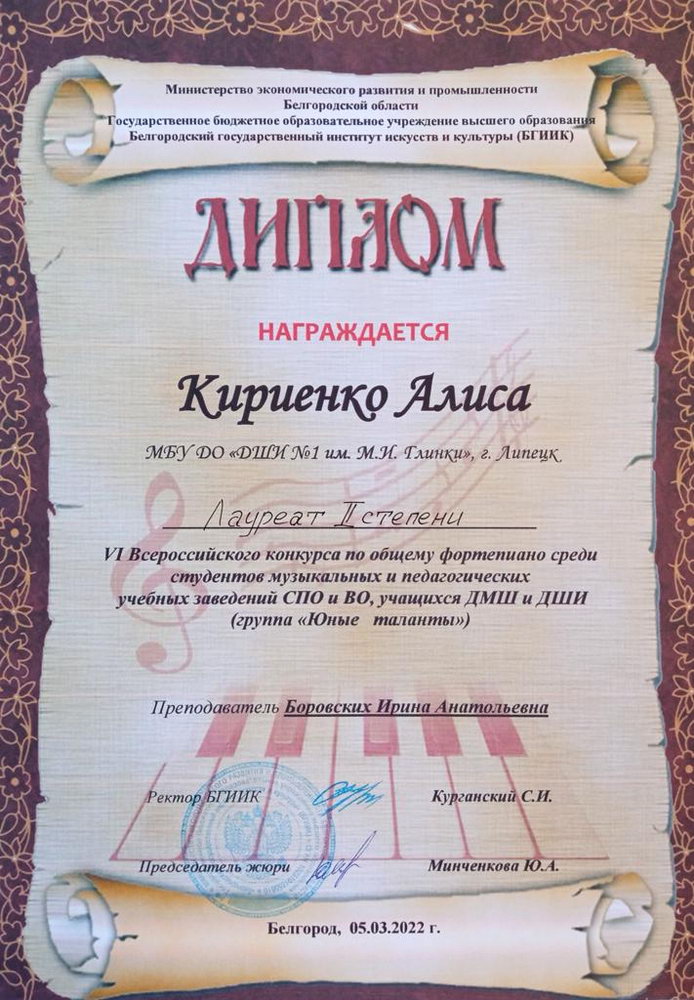 Министерство экономического развития и промышленности
Белгородской области
Государственное бюджетное образовательное учреждение высшего образования
Белгородский государственный институт искусств и культуры (БГИИК)
ДИПЛОМ
НАГРАЖДАЕТСЯ
Кириенко Алиса
МБУ ДО «ДШИ №1 им. М.И. Глинки», г. Липецк
Лауреат II степени
VI Всероссийского конкурса по общему фортепиано среди
студентов музыкальных и педагогических
учебных заведений СПО и ВО, учащихся ДМШ и ДШИ
(группа «Юные таланты»)
Преподаватель Боровских Ирина Анатольевна
Ректор БГИИК Курганский С.И.
Председатель жюри Минченкова Ю.А.
Белгород, 05.03.2022 г.